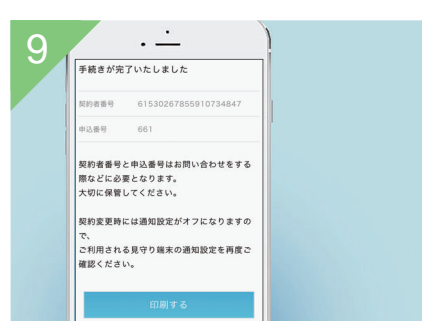 9
手続きが完了いたしました
契約者番号 61530267855910734847
申込番号 661
契約者番号と申込番号はお問い合わせをする
際などに必要となります。
大切に保管してください。
契約変更時には通知設定がオフになりますの
で、
ご利用される見守り端末の通知設定を再度ご
確認ください。
印刷する